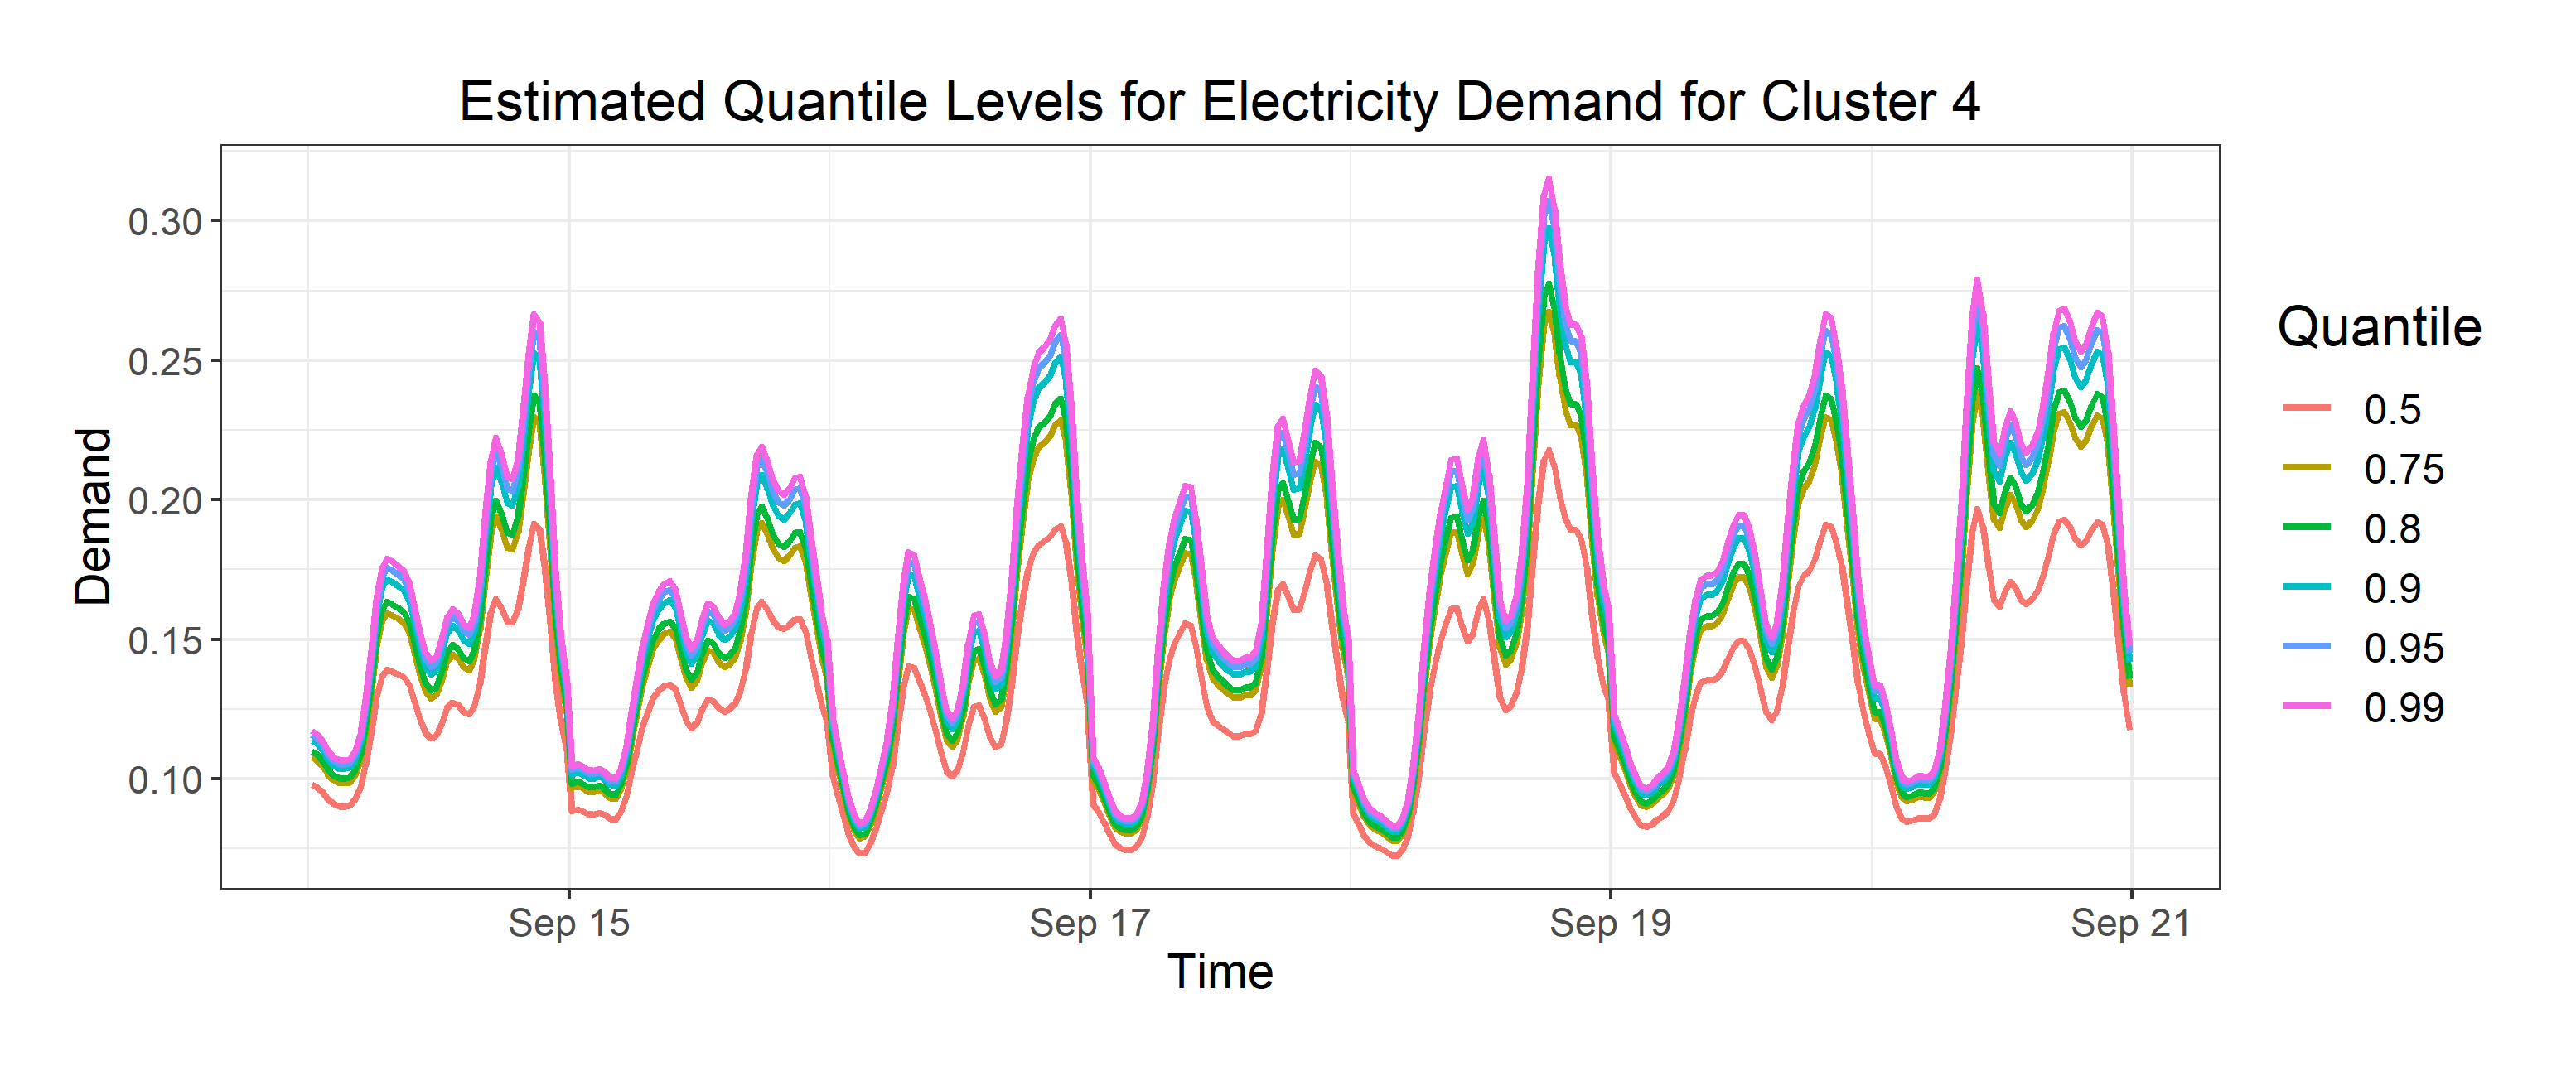 Estimated Quantile Levels for Electricity Demand for Cluster 4
Demand
0.30
0.25
0.20
0.15
0.10
Sep 15
Sep 17
Sep 19
Sep 21
Time
Quantile
0.5
0.75
0.8
0.9
0.95
0.99